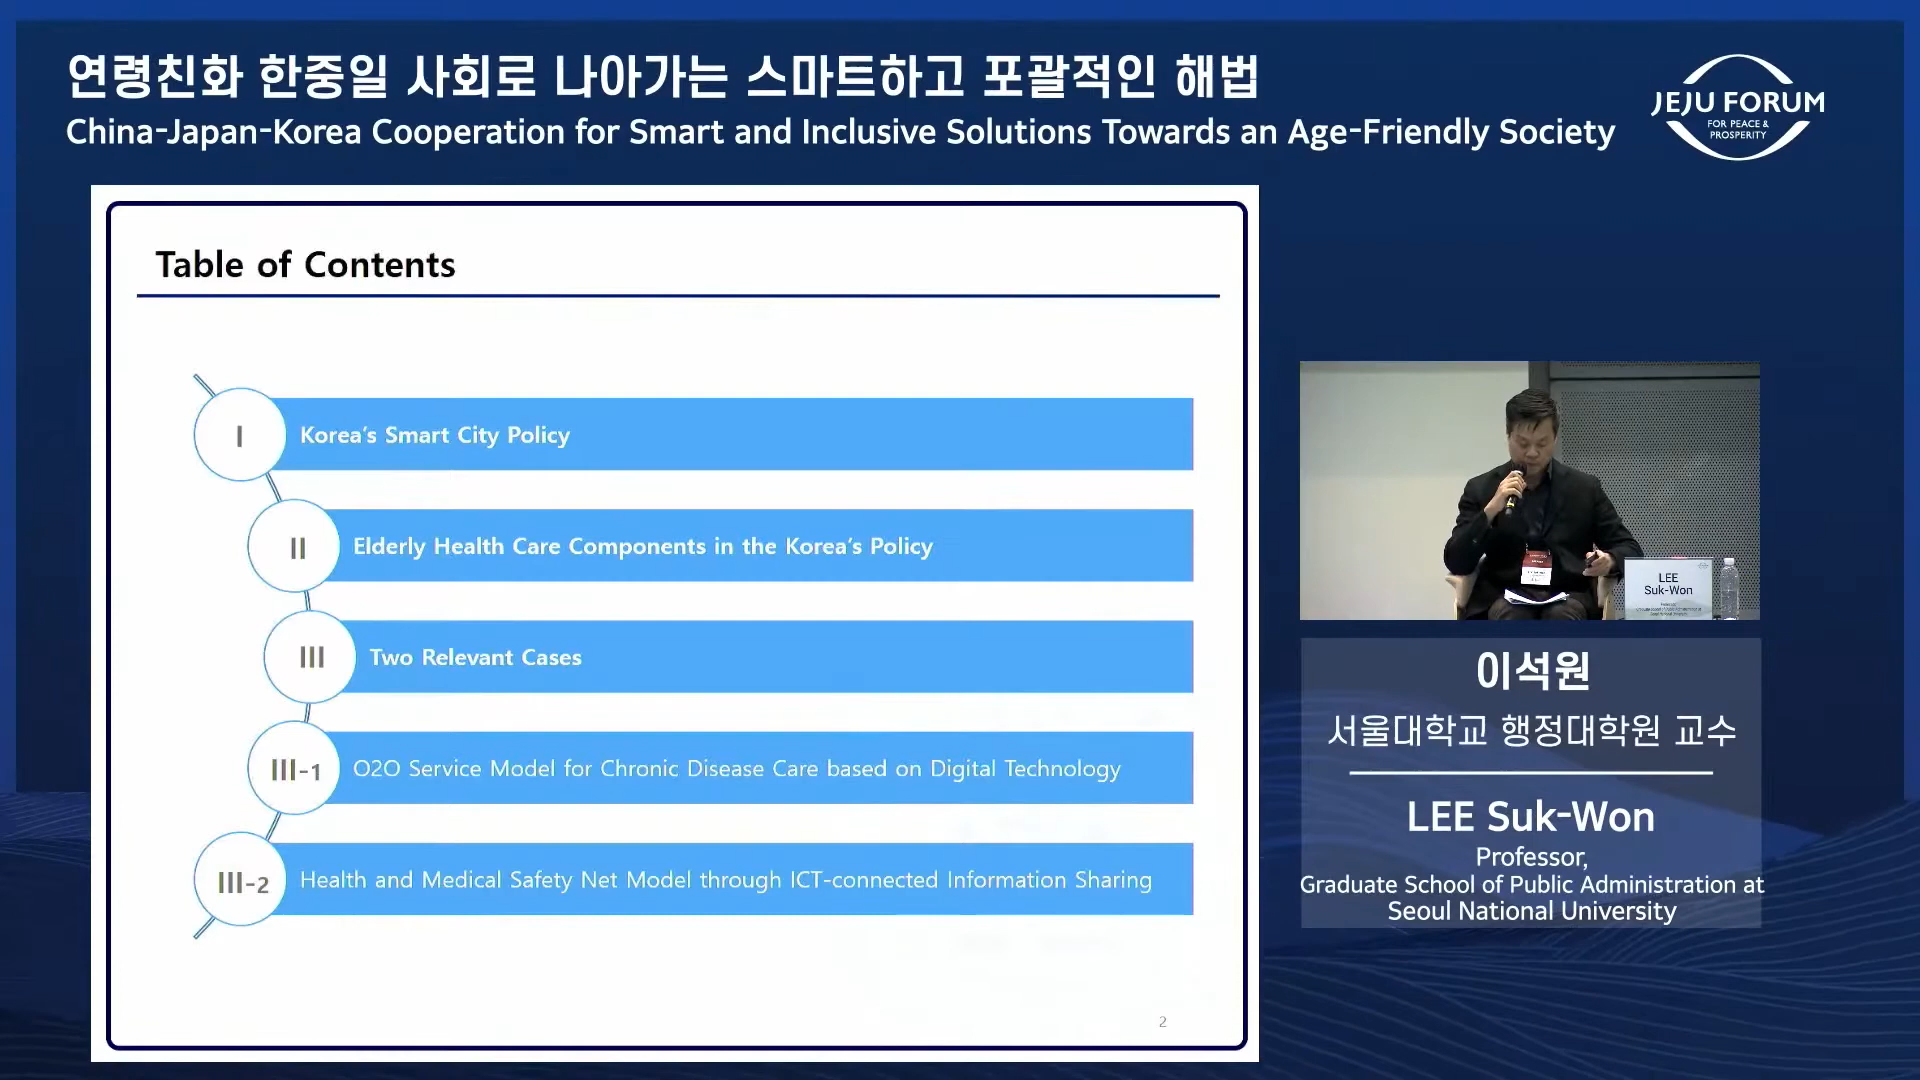 연령친화 한중일 사회로 나아가는 스마트하고 포괄적인 해법
China-Japan-Korea Cooperation for Smart and Inclusive Solutions Towards an Age-Friendly Society
JEJU FORUM
FOR PEACE &
PROSPERITY
Table of Contents
I
Korea's Smart City Policy
II
Elderly Health Care Components in the Korea's Policy
III
Two Relevant Cases
III-1
O2O Service Model for Chronic Disease Care based on Digital Technology
III-2
Health and Medical Safety Net Model through ICT-connected Information Sharing
2
LEE
Suk-Won
이석원
서울대학교 행정대학원 교수
LEE Suk-Won
Professor,
Graduate School of Public Administration at
Seoul National University